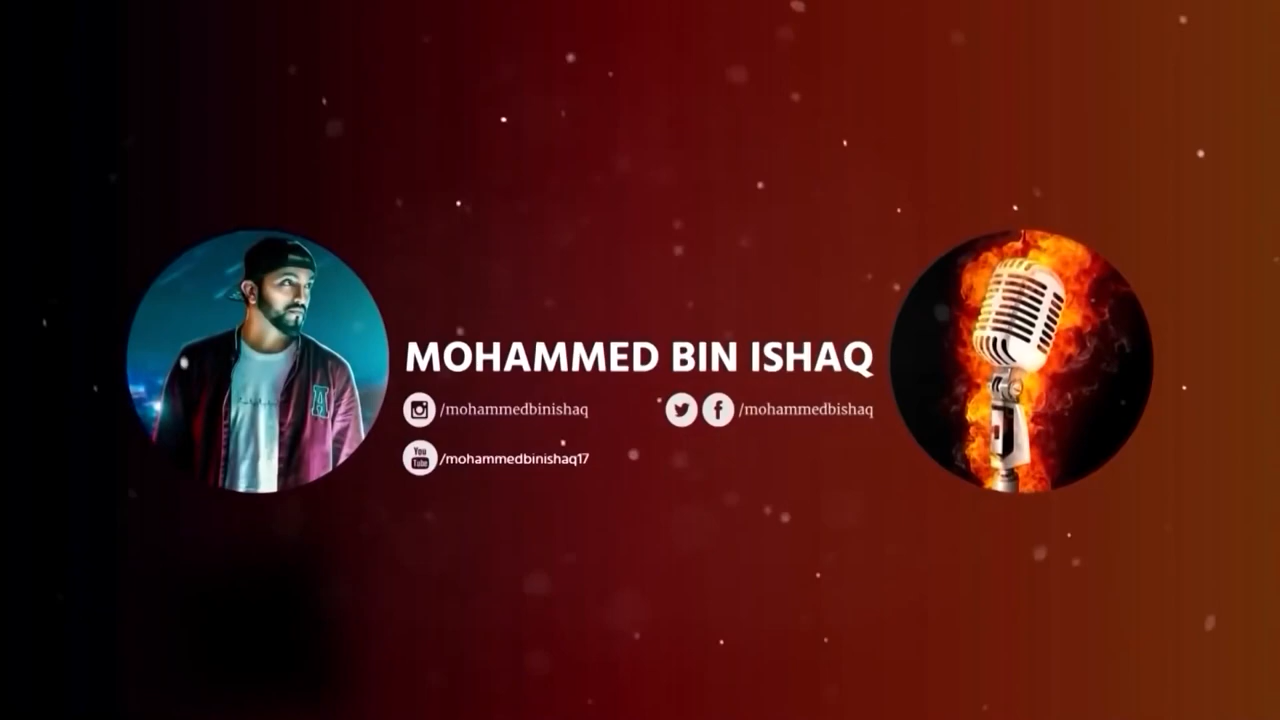 MOHAMMED BIN ISHAQ
/mohammedbinishaq
/mohammedbishaq
You Tube /mohammedbinishaq17
A